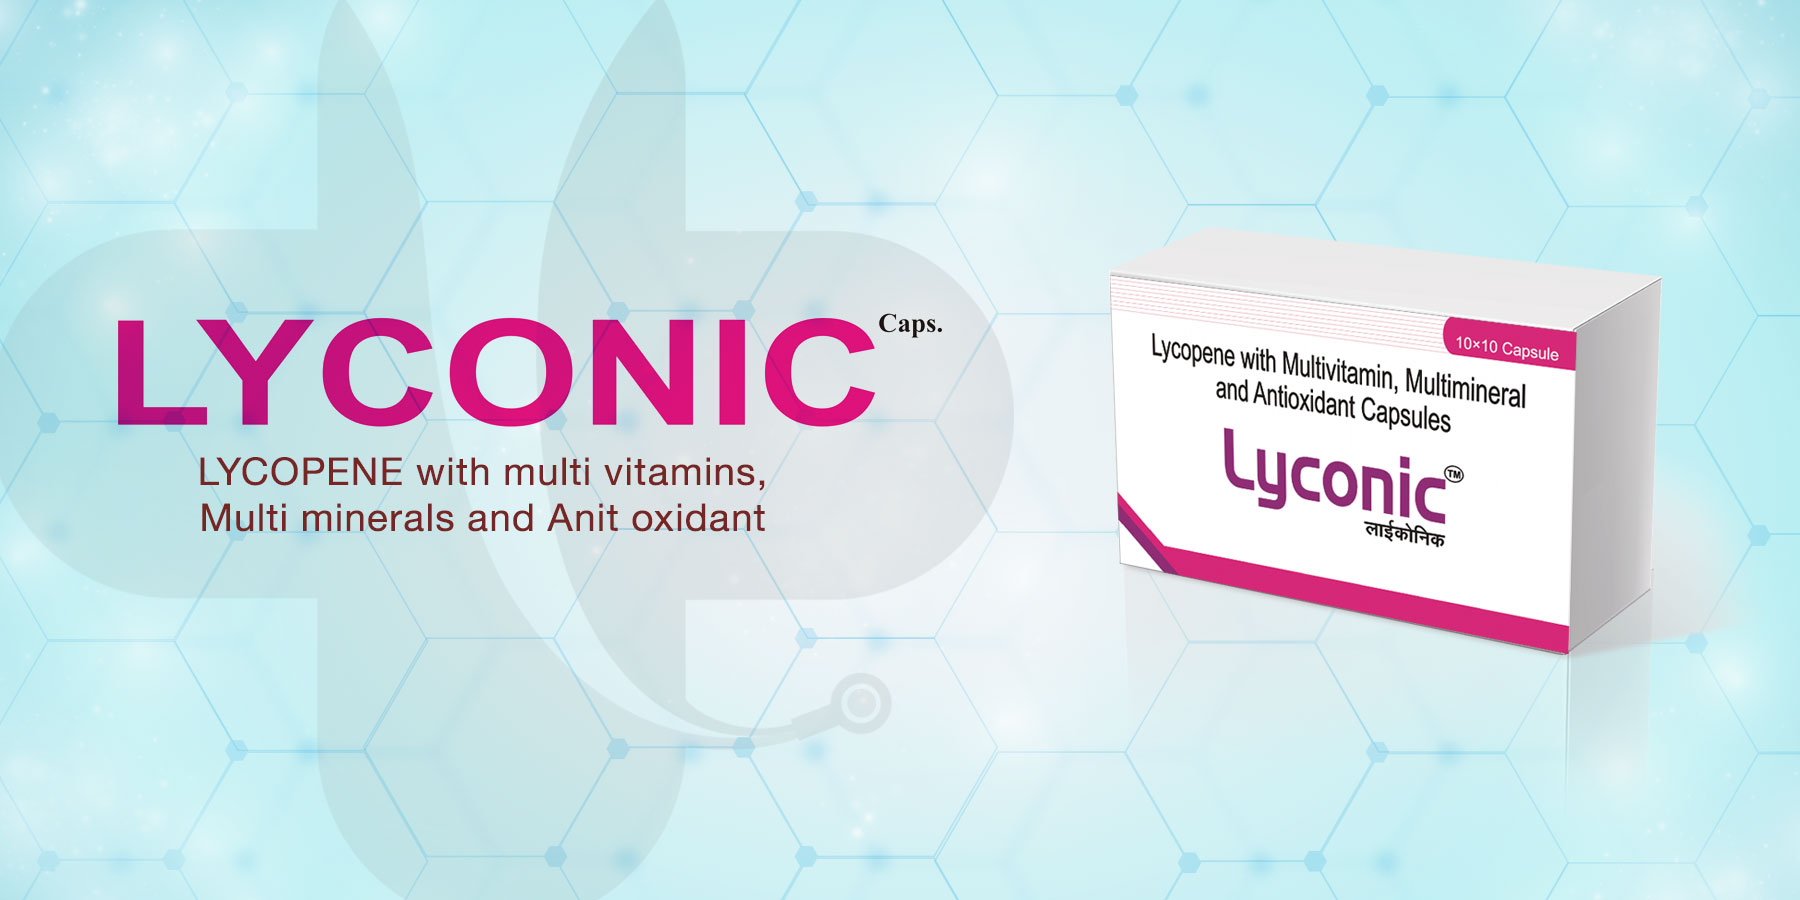 LYCONIC Caps.
LYCOPENE with multi vitamins,
Multi minerals and Anit oxidant
10×10 Capsule
Lycopene with Multivitamin, Multimineral
and Antioxidant Capsules
Lyconic™
लाईकोनिक